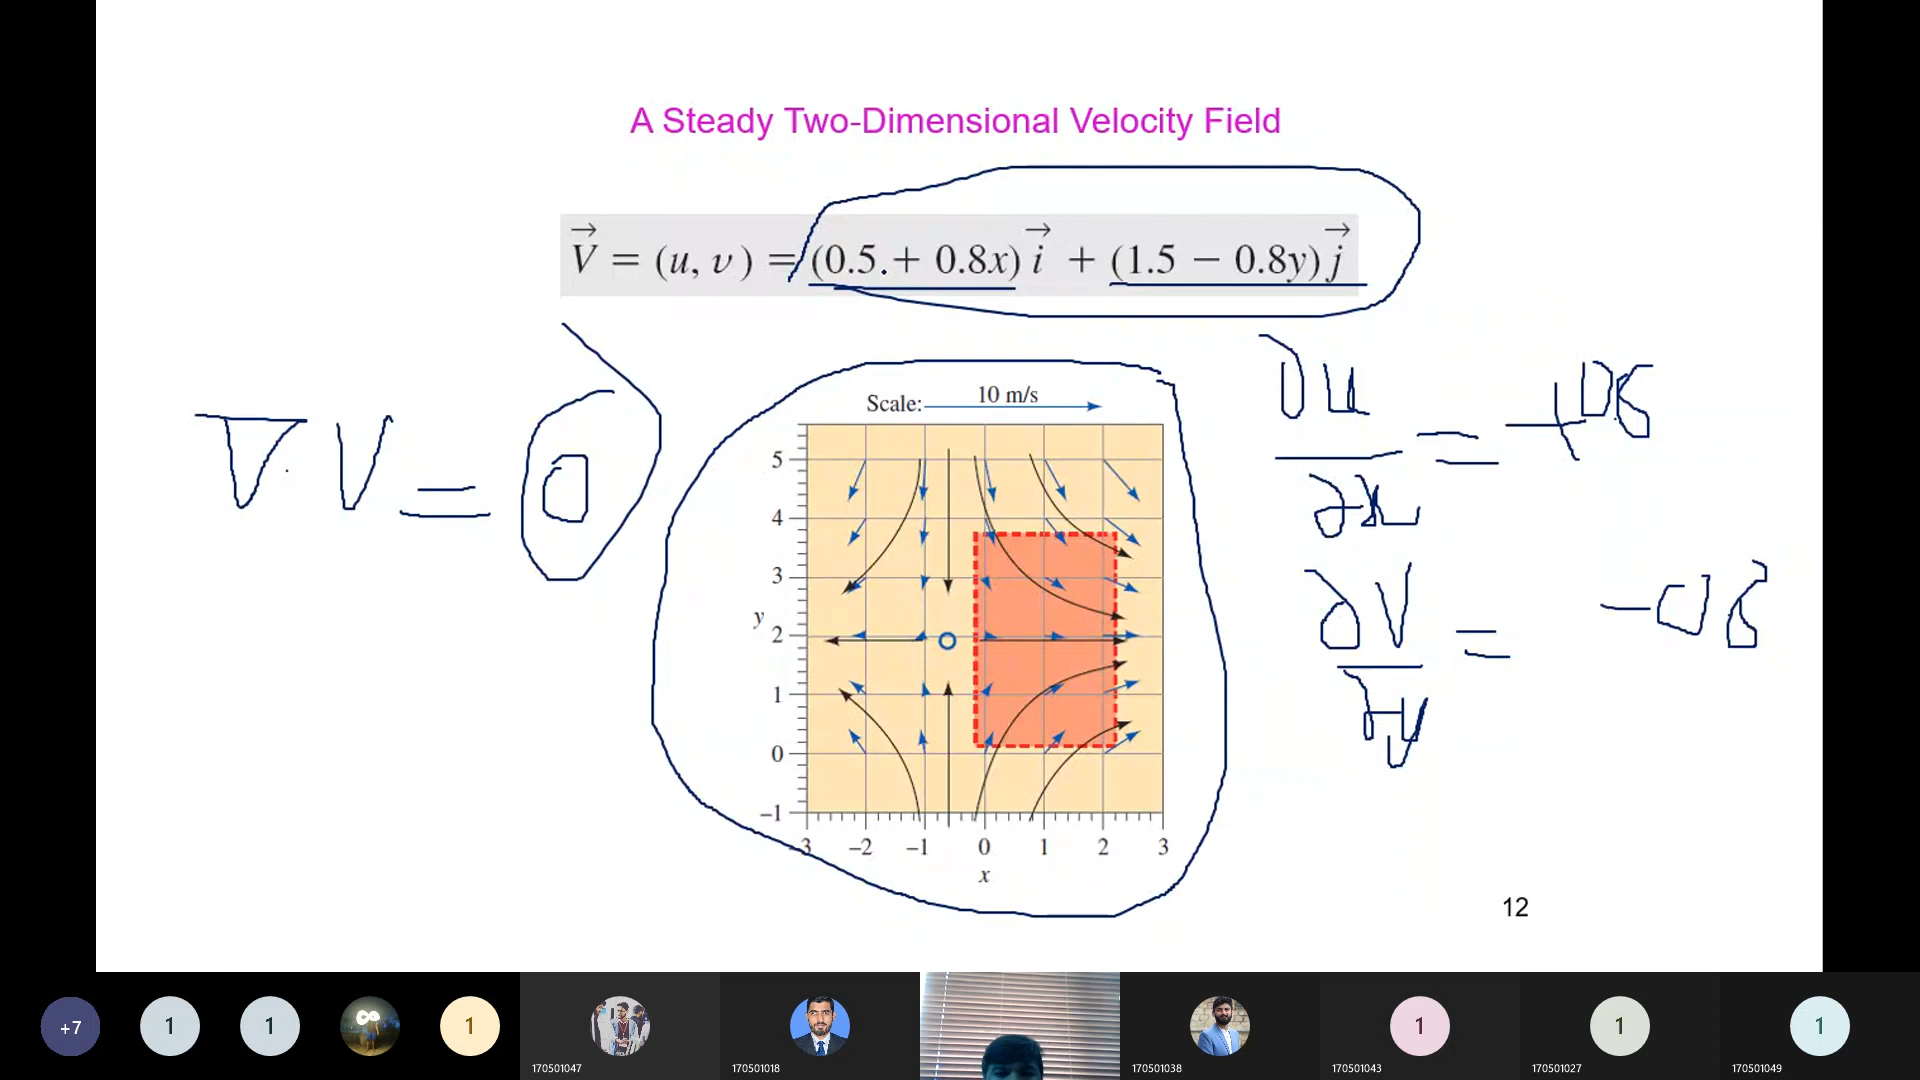 A Steady Two-Dimensional Velocity Field
V⃗ = (u, v) = (0.5 + 0.8x) i⃗ + (1.5 − 0.8y) j⃗
∇ . V = 0
Scale: 10 m/s
5
4
3
y
2
1
0
−1
−3 −2 −1 0 1 2 3
x
∂u
∂x = +0.8
∂V
∂y = −0.8
12
+7
1
1
1
1
1
1
170501047
170501018
170501038
170501043
170501027
170501049